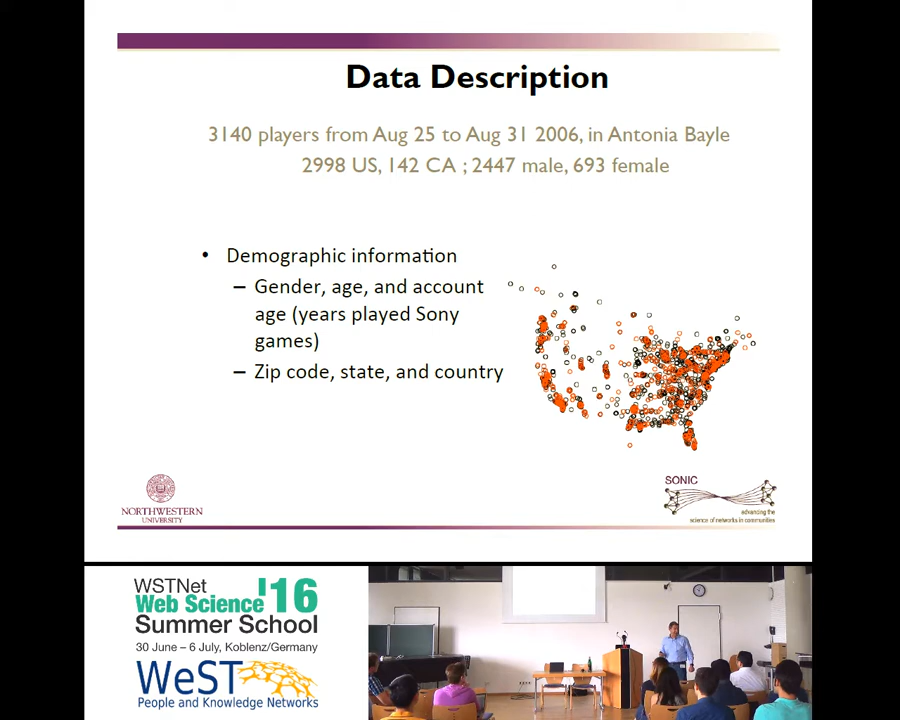 Data Description
3140 players from Aug 25 to Aug 31 2006, in Antonia Bayle
2998 US, 142 CA ; 2447 male, 693 female
• Demographic information
– Gender, age, and account
age (years played Sony
games)
– Zip code, state, and country
NORTHWESTERN
UNIVERSITY
SONIC
advancing the
science of networks in communities
WSTNet
Web Science '16
Summer School
30 June – 6 July, Koblenz/Germany
WeST
People and Knowledge Networks